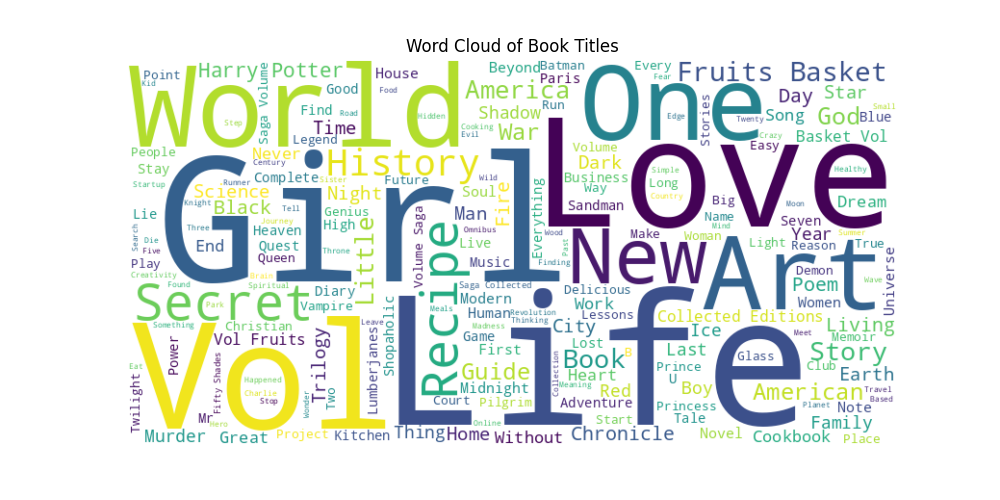 Word Cloud of Book Titles
World
Girl
Love
Life
Vol
One
Art
New
History
Secret
Recipe
Point
Kid
Harry Potter
House
Beyond
Batman
Every
Fear
Fruits Basket
Paris
Good
Food
America
Find
Road
Hidden
Shadow
Run
Stories
Edge
Twenty
Day
Star
Small
Song
God
Blue
Saga Volume
Step
Time
Legend
Cooking
Evil
War
Crazy
Easy
Basket Vol
People
Stay
Startup
Never
Century
Complete
Runner
Sister
Future
Wild
Soul
Volume
Dark
Business
Way
Simple
Long
Country
Healthy
Dream
Science
Knight
Night
Tell
Journey
Black
Genius
High
Little
Man
Omnibus
Fire
Everything
Sandman
Big
Moon
Name
Mind
Seven
Year
Summer
Lie
Three
Heaven
Die
Five
Search
End
Quest
Queen
Throne
Volume Saga
Live
Music
Wood
Past
Finding
Make
Woman
Light
Reason
True
Play
Creativity
Brain
Spiritual
Found
Park
Diary
Vampire
Saga Collected
Modern
Human
Revolution
Thinking
Delicious
Work
Lessons
Demon
Poem
Women
Wave
Universe
Something
Christian
Leave
Meals
Madness
Game
First
City
Lost
Collected Editions
Ice
Meet
Living
Memoir
Power
Vol Fruits
Trilogy
Shopaholic
Lumberjanes
Guide
Book
B
Last
Glass
Club
Story
Earth
Eat
Twilight
Fifty Shades
Happened
Charlie
Stop
Wonder
Two
Midnight
Collection
Heart
Meaning
Prince
U
Boy
Planet
Travel
Based
American
Mr
Hero
Court
Pilgrim
Adventure
Red
Princess
Tale
Note
Murder
Great
Project
Kitchen
Thing
Home
Online
Without
Start
Chronicle
Novel
Cookbook
Family
Place